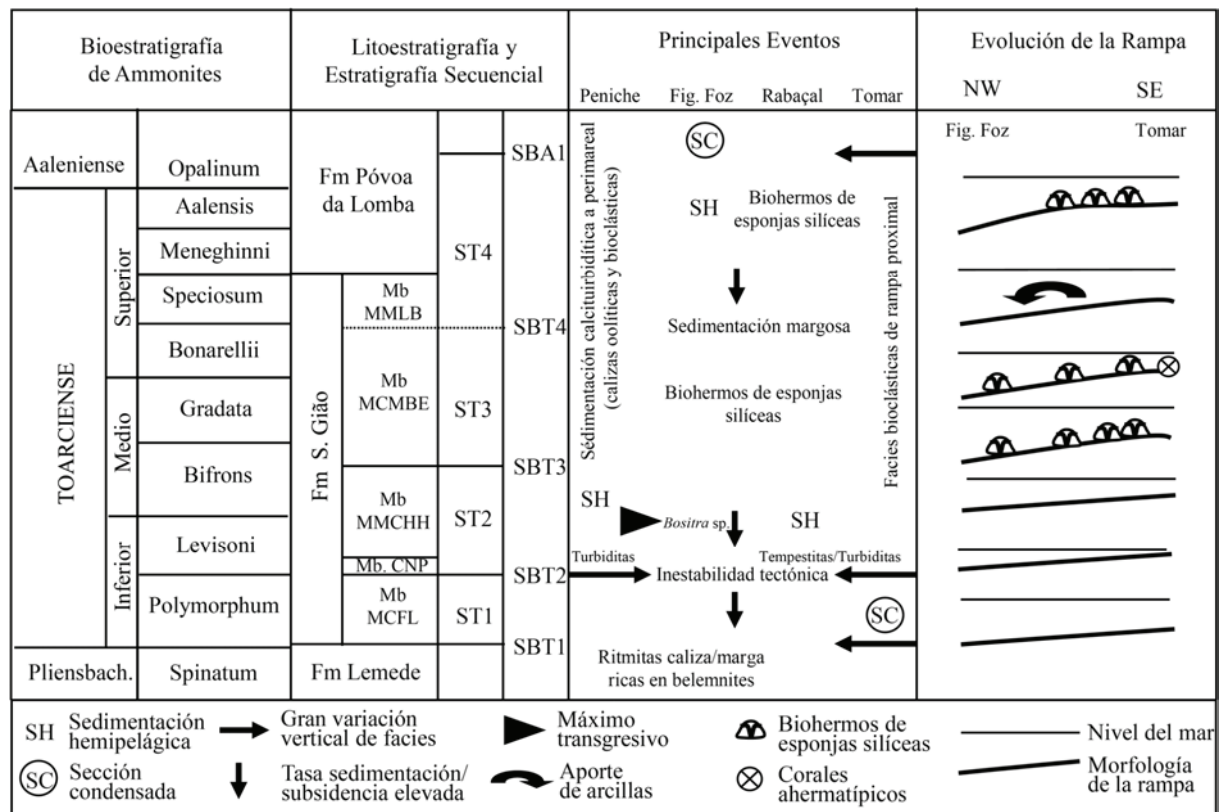 Bioestratigrafía
de Ammonites
Litoestratigrafía y
Estratigrafía Secuencial
Principales Eventos
Peniche Fig. Foz Rabaçal Tomar
Evolución de la Rampa
NW SE
Fig. Foz Tomar
Aaleniense
TOARCIENSE
Pliensbach.
Superior
Medio
Inferior
Opalinum
Aalensis
Meneghinni
Speciosum
Bonarellii
Gradata
Bifrons
Levisoni
Polymorphum
Spinatum
Fm Póvoa
da Lomba
Fm S. Gião
Mb
MMLB
Mb
MCMBE
Mb
MMCHH
Mb. CNP
Mb
MCFL
Fm Lemede
ST4
ST3
ST2
ST1
SBA1
SBT4
SBT3
SBT2
SBT1
Sédimentación calciturbidítica a perimareal
(calizas oolíticas y bioclásticas)
SC
SH
Biohermos de
esponjas silíceas
Sedimentación margosa
Biohermos de esponjas
silíceas
SH
Bositra sp.
SH
Turbiditas
Tempestitas/Turbiditas
Inestabilidad tectónica
SC
Ritmitas caliza/marga
ricas en belemnites
Facies bioclásticas de rampa proximal
SH Sedimentación
hemipelágica
SC Sección
condensada
Gran variación
vertical de facies
Tasa sedimentación/
subsidencia elevada
Máximo
transgresivo
Aporte
de arcillas
Biohermos de
esponjas silíceas
Corales
ahermatípicos
Nivel del mar
Morfología
de la rampa